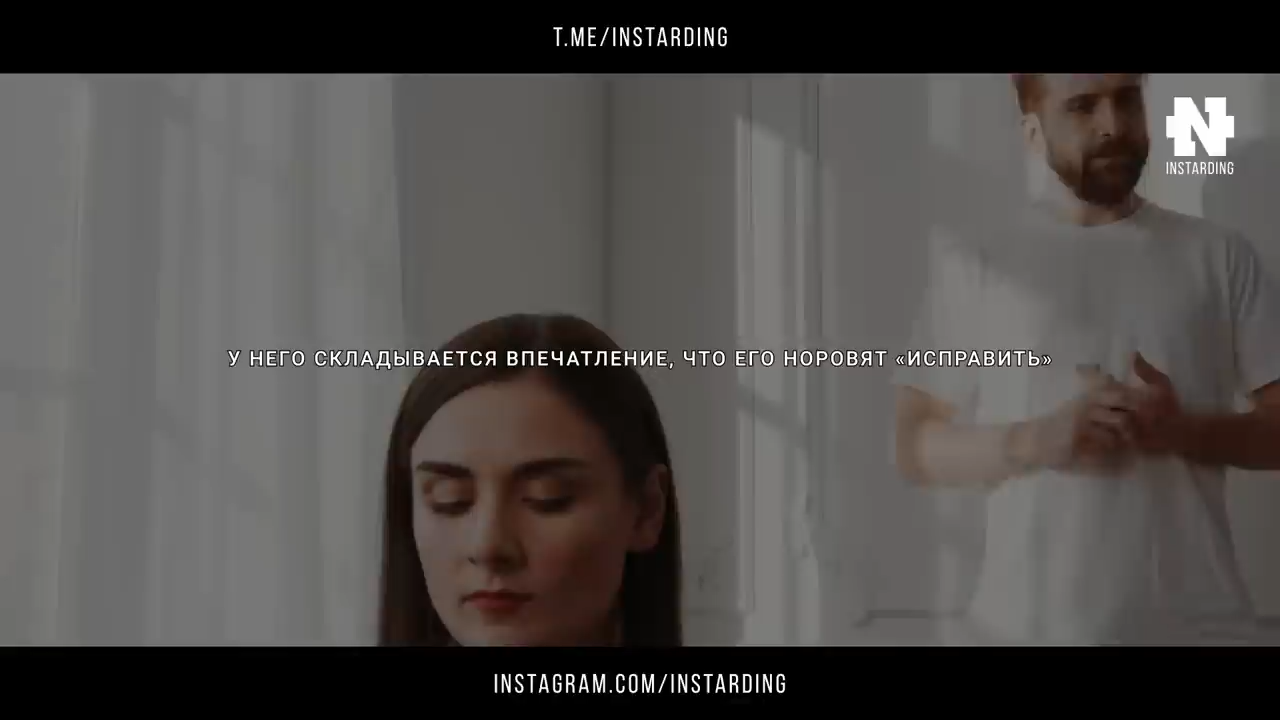 T.ME/INSTARDING
N
INSTARDING
У НЕГО СКЛАДЫВАЕТСЯ ВПЕЧАТЛЕНИЕ, ЧТО ЕГО НОРОВЯТ «ИСПРАВИТЬ»
INSTAGRAM.COM/INSTARDING